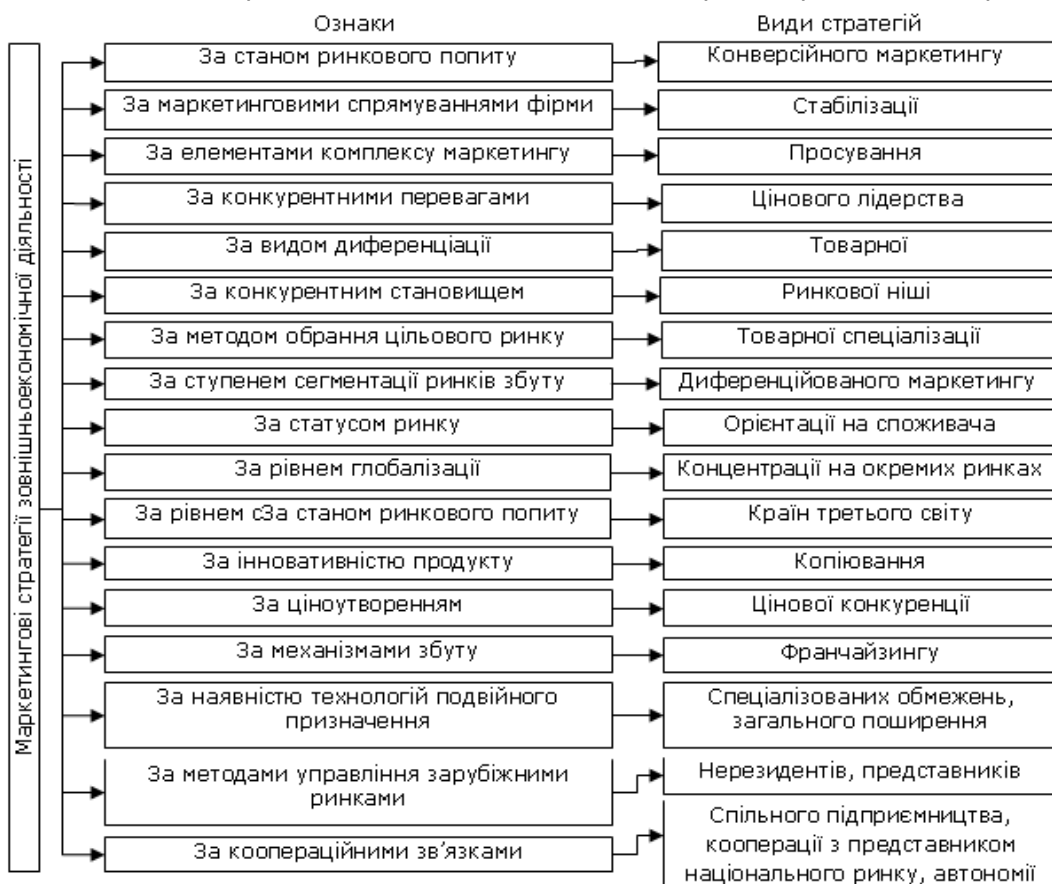 Ознаки Види стратегій
Маркетингові стратегії зовнішньоекономічної діяльності
За станом ринкового попиту Конверсійного маркетингу
За маркетинговими спрямуваннями фірми Стабілізації
За елементами комплексу маркетингу Просування
За конкурентними перевагами Цінового лідерства
За видом диференціації Товарної
За конкурентним становищем Ринкової ніші
За методом обрання цільового ринку Товарної спеціалізації
За ступенем сегментації ринків збуту Диференційованого маркетингу
За статусом ринку Орієнтації на споживача
За рівнем глобалізації Концентрації на окремих ринках
За рівнем сЗа станом ринкового попиту Країн третього світу
За інновативністю продукту Копіювання
За ціноутворенням Цінової конкуренції
За механізмами збуту Франчайзингу
За наявністю технологій подвійного
призначення
Спеціалізованих обмежень,
загального поширення
За методами управління зарубіжними
ринками
Нерезидентів, представників
За коопераційними зв’язками
Спільного підприємництва,
кооперації з представником
національного ринку, автономії